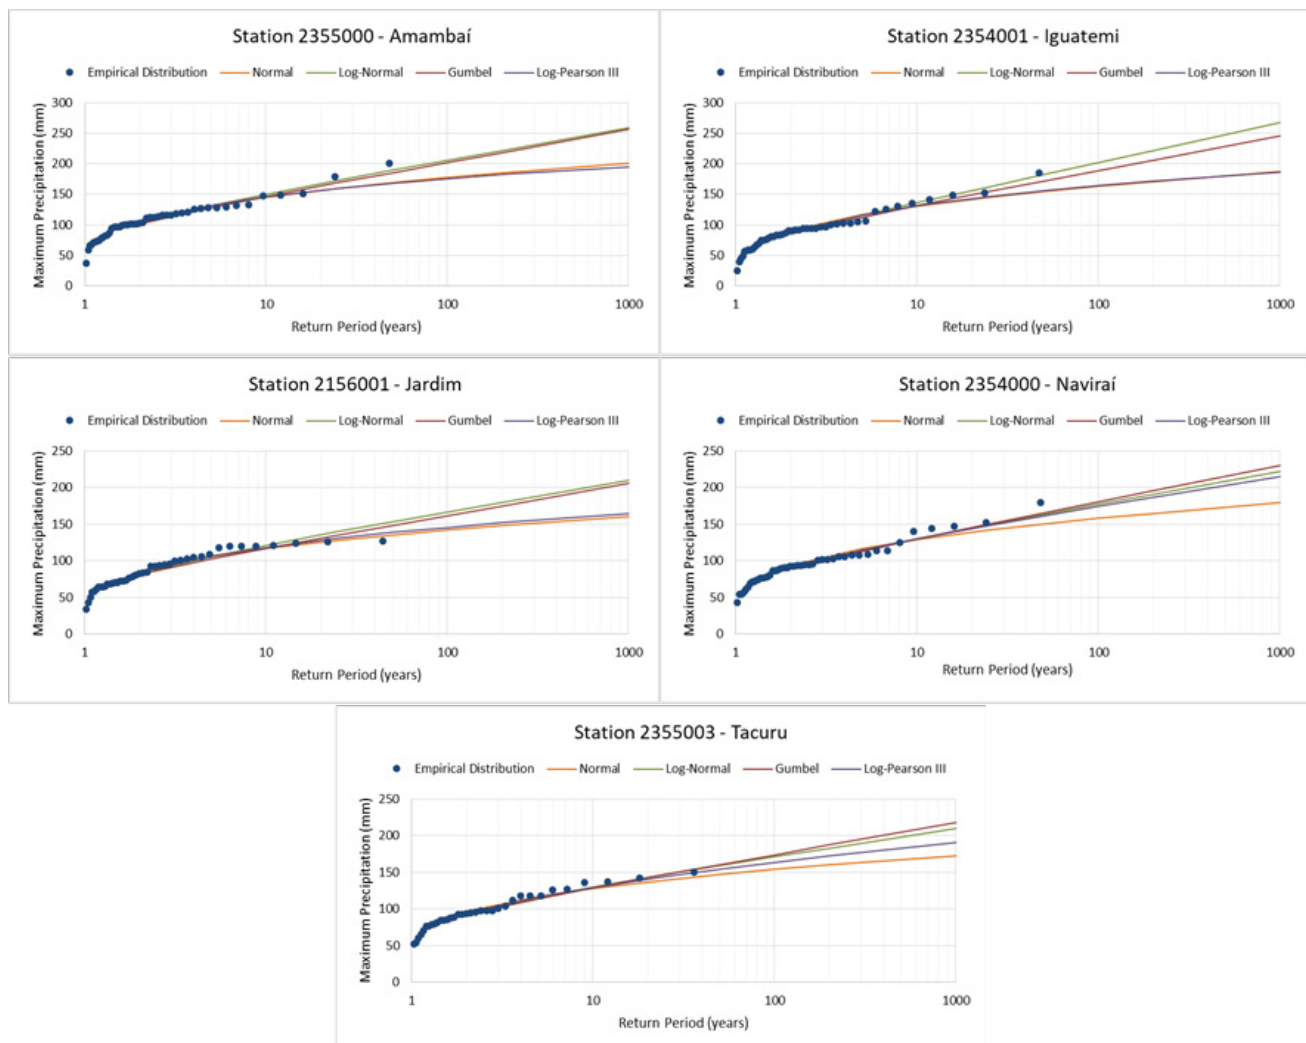 Station 2355000 - Amambaí
Empirical Distribution Normal Log-Normal Gumbel Log-Pearson III
Maximum Precipitation (mm)
300
250
200
150
100
50
0
1 10 100 1000
Return Period (years)
Station 2354001 - Iguatemi
Empirical Distribution Normal Log-Normal Gumbel Log-Pearson III
Maximum Precipitation (mm)
300
250
200
150
100
50
0
1 10 100 1000
Return Period (years)
Station 2156001 - Jardim
Empirical Distribution Normal Log-Normal Gumbel Log-Pearson III
Maximum Precipitation (mm)
250
200
150
100
50
0
1 10 100 1000
Return Period (years)
Station 2354000 - Naviraí
Empirical Distribution Normal Log-Normal Gumbel Log-Pearson III
Maximum Precipitation (mm)
250
200
150
100
50
0
1 10 100 1000
Return Period (years)
Station 2355003 - Tacuru
Empirical Distribution Normal Log-Normal Gumbel Log-Pearson III
Maximum Precipitation (mm)
250
200
150
100
50
0
1 10 100 1000
Return Period (years)